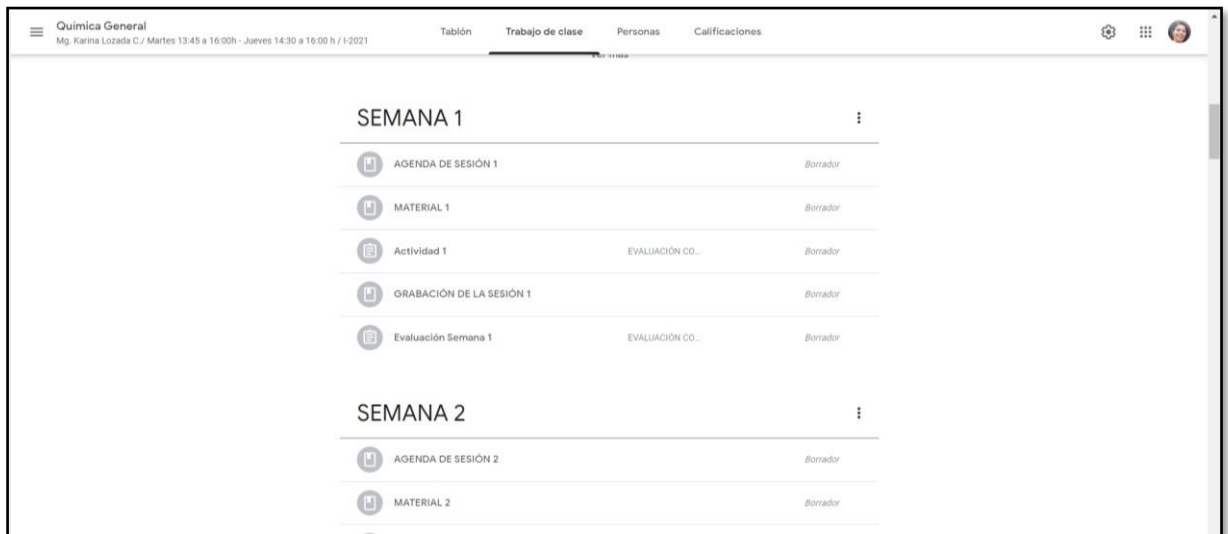 Química General
Mg. Karina Lozada C./ Martes 13:45 a 16:00h - Jueves 14:30 a 16:00 h / I-2021
Tablón
Trabajo de clase
Personas
Calificaciones
Ver más
SEMANA 1
AGENDA DE SESIÓN 1 Borrador
MATERIAL 1 Borrador
Actividad 1 EVALUACIÓN CO... Borrador
GRABACIÓN DE LA SESIÓN 1 Borrador
Evaluación Semana 1 EVALUACIÓN CO... Borrador
SEMANA 2
AGENDA DE SESIÓN 2 Borrador
MATERIAL 2 Borrador